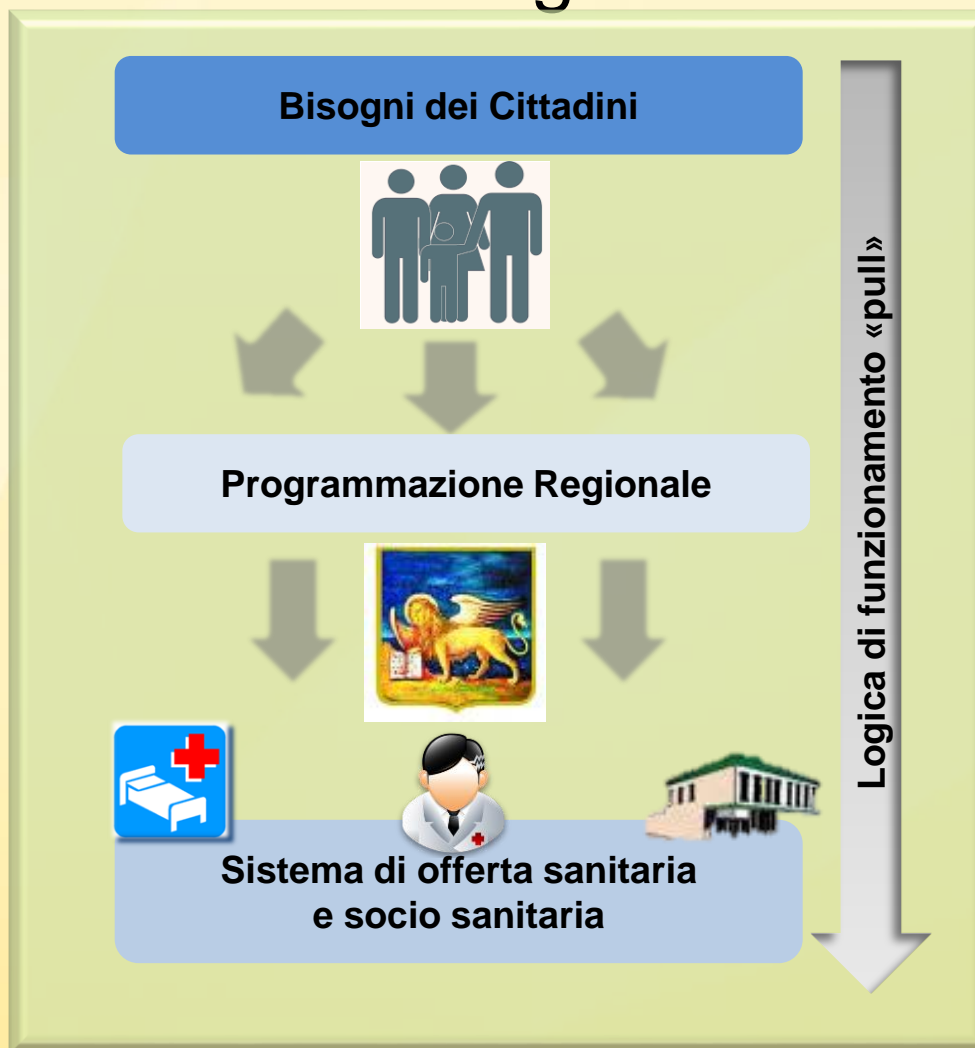 Bisogni dei Cittadini
Programmazione Regionale
Sistema di offerta sanitaria
e socio sanitaria
Logica di funzionamento «pull»